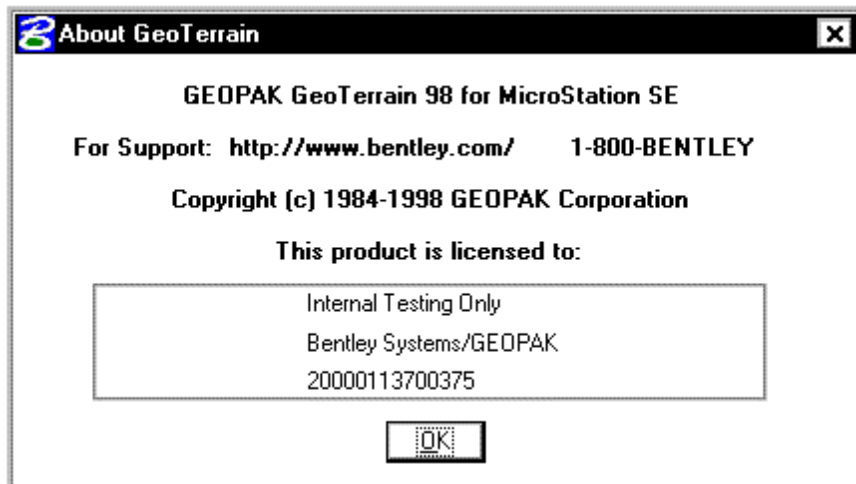 About GeoTerrain
GEOPAK GeoTerrain 98 for MicroStation SE
For Support: http://www.bentley.com/ 1-800-BENTLEY
Copyright (c) 1984-1998 GEOPAK Corporation
This product is licensed to:
Internal Testing Only
Bentley Systems/GEOPAK
20000113700375
OK